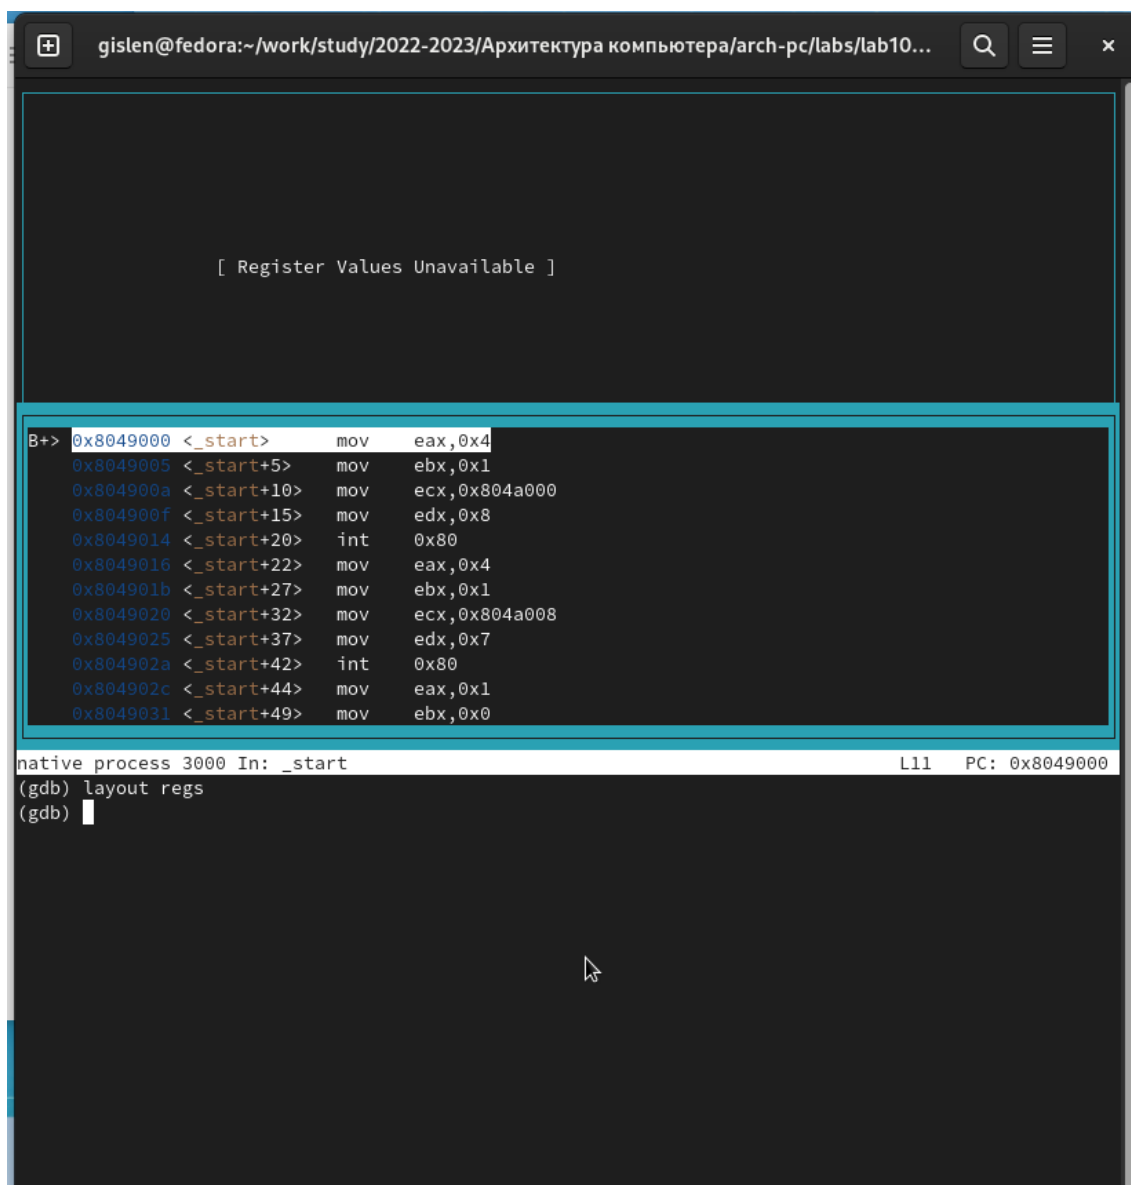 gislen@fedora:~/work/study/2022-2023/Архитектура компьютера/arch-pc/labs/lab10...
[ Register Values Unavailable ]
B+> 0x8049000 <_start> mov eax,0x4
0x8049005 <_start+5> mov ebx,0x1
0x804900a <_start+10> mov ecx,0x804a000
0x804900f <_start+15> mov edx,0x8
0x8049014 <_start+20> int 0x80
0x8049016 <_start+22> mov eax,0x4
0x804901b <_start+27> mov ebx,0x1
0x8049020 <_start+32> mov ecx,0x804a008
0x8049025 <_start+37> mov edx,0x7
0x804902a <_start+42> int 0x80
0x804902c <_start+44> mov eax,0x1
0x8049031 <_start+49> mov ebx,0x0
native process 3000 In: _start L11 PC: 0x8049000
(gdb) layout regs
(gdb)